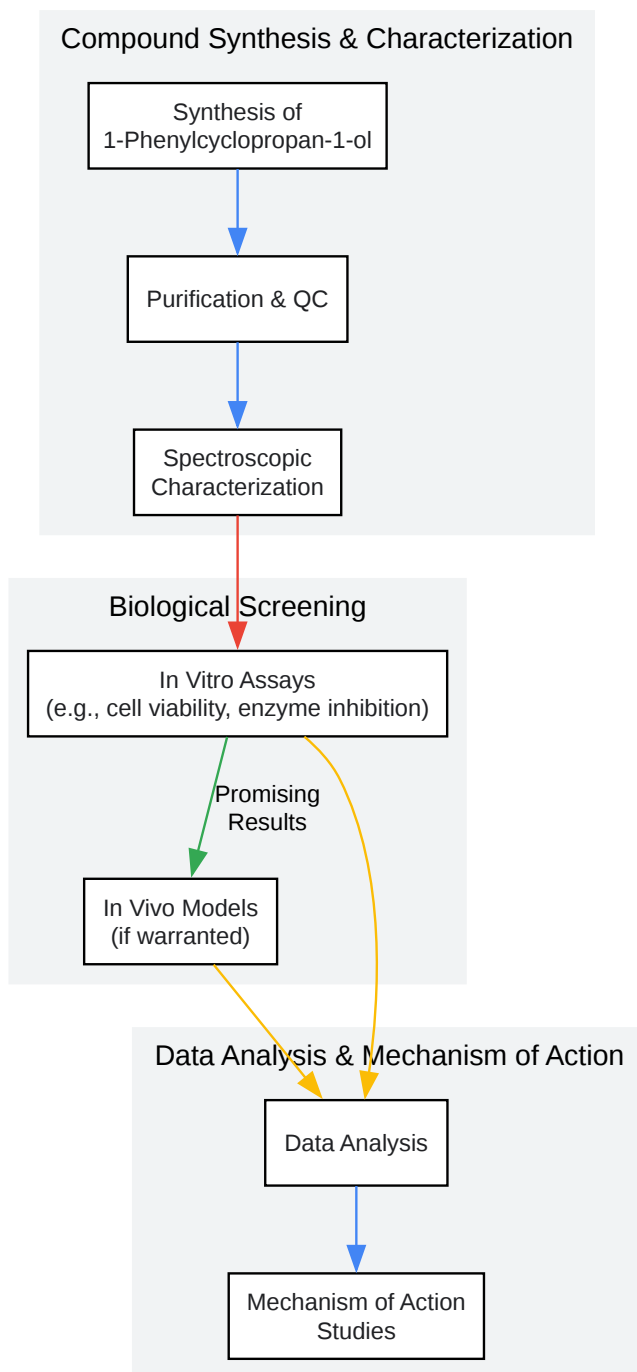 Compound Synthesis & Characterization
Synthesis of
1-Phenylcyclopropan-1-ol
Purification & QC
Spectroscopic
Characterization
Biological Screening
In Vitro Assays
(e.g., cell viability, enzyme inhibition)
Promising
Results
In Vivo Models
(if warranted)
Data Analysis & Mechanism of Action
Data Analysis
Mechanism of Action
Studies